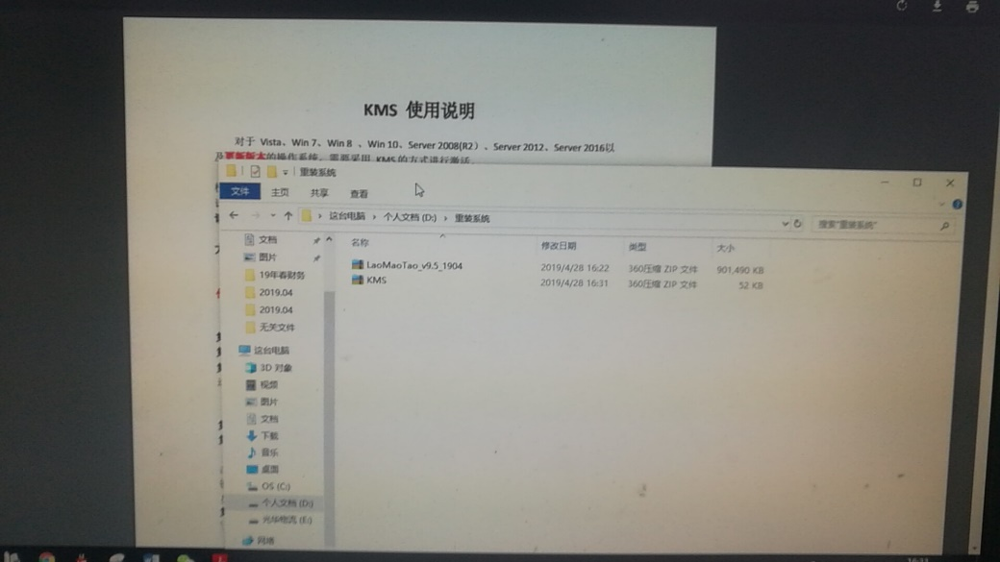 KMS 使用说明
对于 Vista、Win 7、Win 8 、Win 10、Server 2008(R2）、Server 2012、Server 2016以
及更新版本的操作系统，需要采用 KMS 的方式进行激活。
重装系统
文件 主页 共享 查看
这台电脑 › 个人文档 (D:) › 重装系统
搜索"重装系统"
名称 修改日期 类型 大小
LaoMaoTao_v9.5_1904 2019/4/28 16:22 360压缩 ZIP 文件 901,490 KB
KMS 2019/4/28 16:31 360压缩 ZIP 文件 52 KB
文档
图片
19年春财务
2019.04
2019.04
无关文件
这台电脑
3D 对象
视频
图片
文档
下载
音乐
桌面
OS (C:)
个人文档 (D:)
光华物流 (E:)
网络